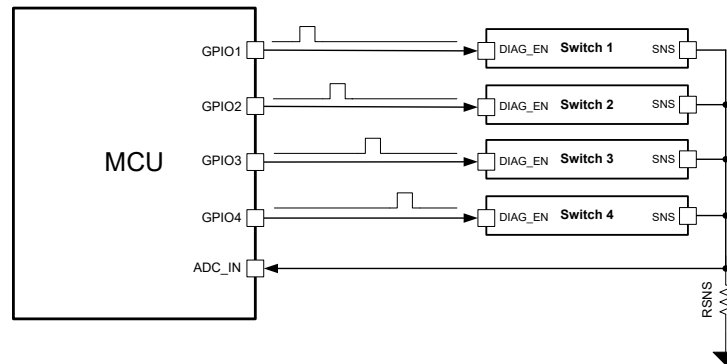 GPIO1
DIAG_EN Switch 1 SNS
GPIO2
DIAG_EN Switch 2 SNS
MCU
GPIO3
DIAG_EN Switch 3 SNS
GPIO4
DIAG_EN Switch 4 SNS
ADC_IN
RSNS